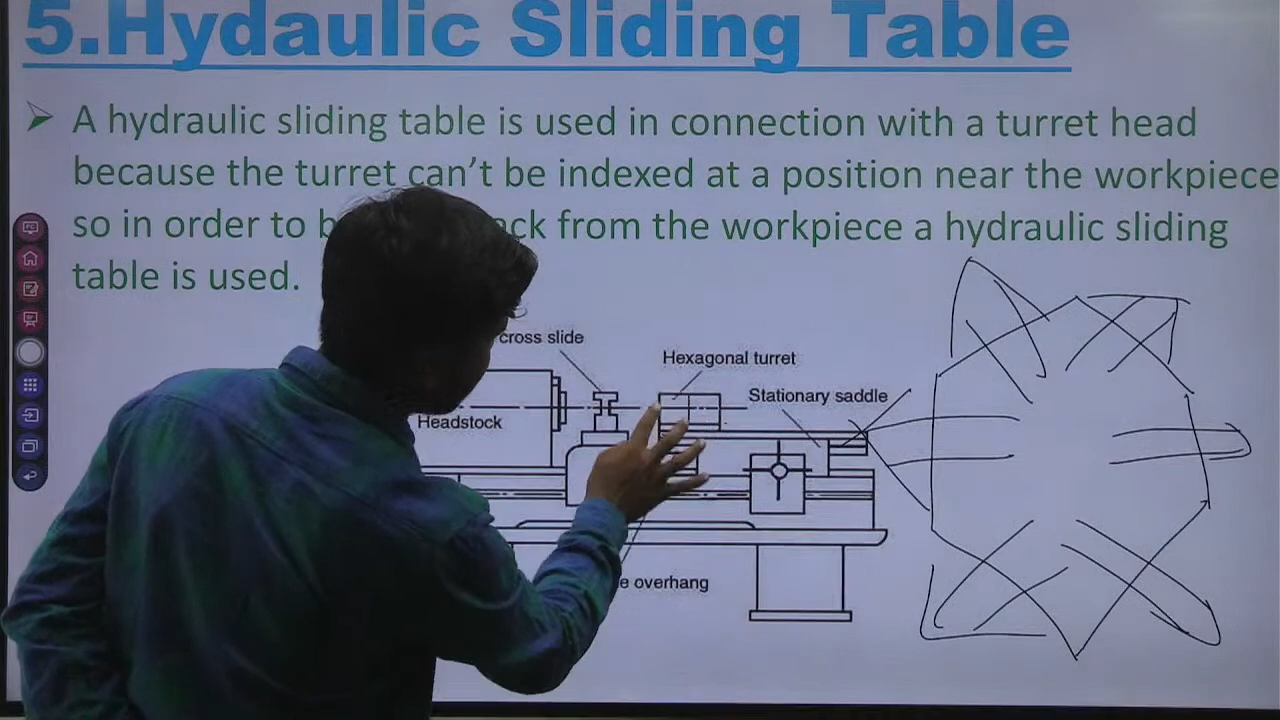 5.Hydaulic Sliding Table
A hydraulic sliding table is used in connection with a turret head
because the turret can't be indexed at a position near the workpiece
so in order to ck from the workpiece a hydraulic sliding
table is used.
cross slide
Hexagonal turret
Stationary saddle
Headstock
overhang